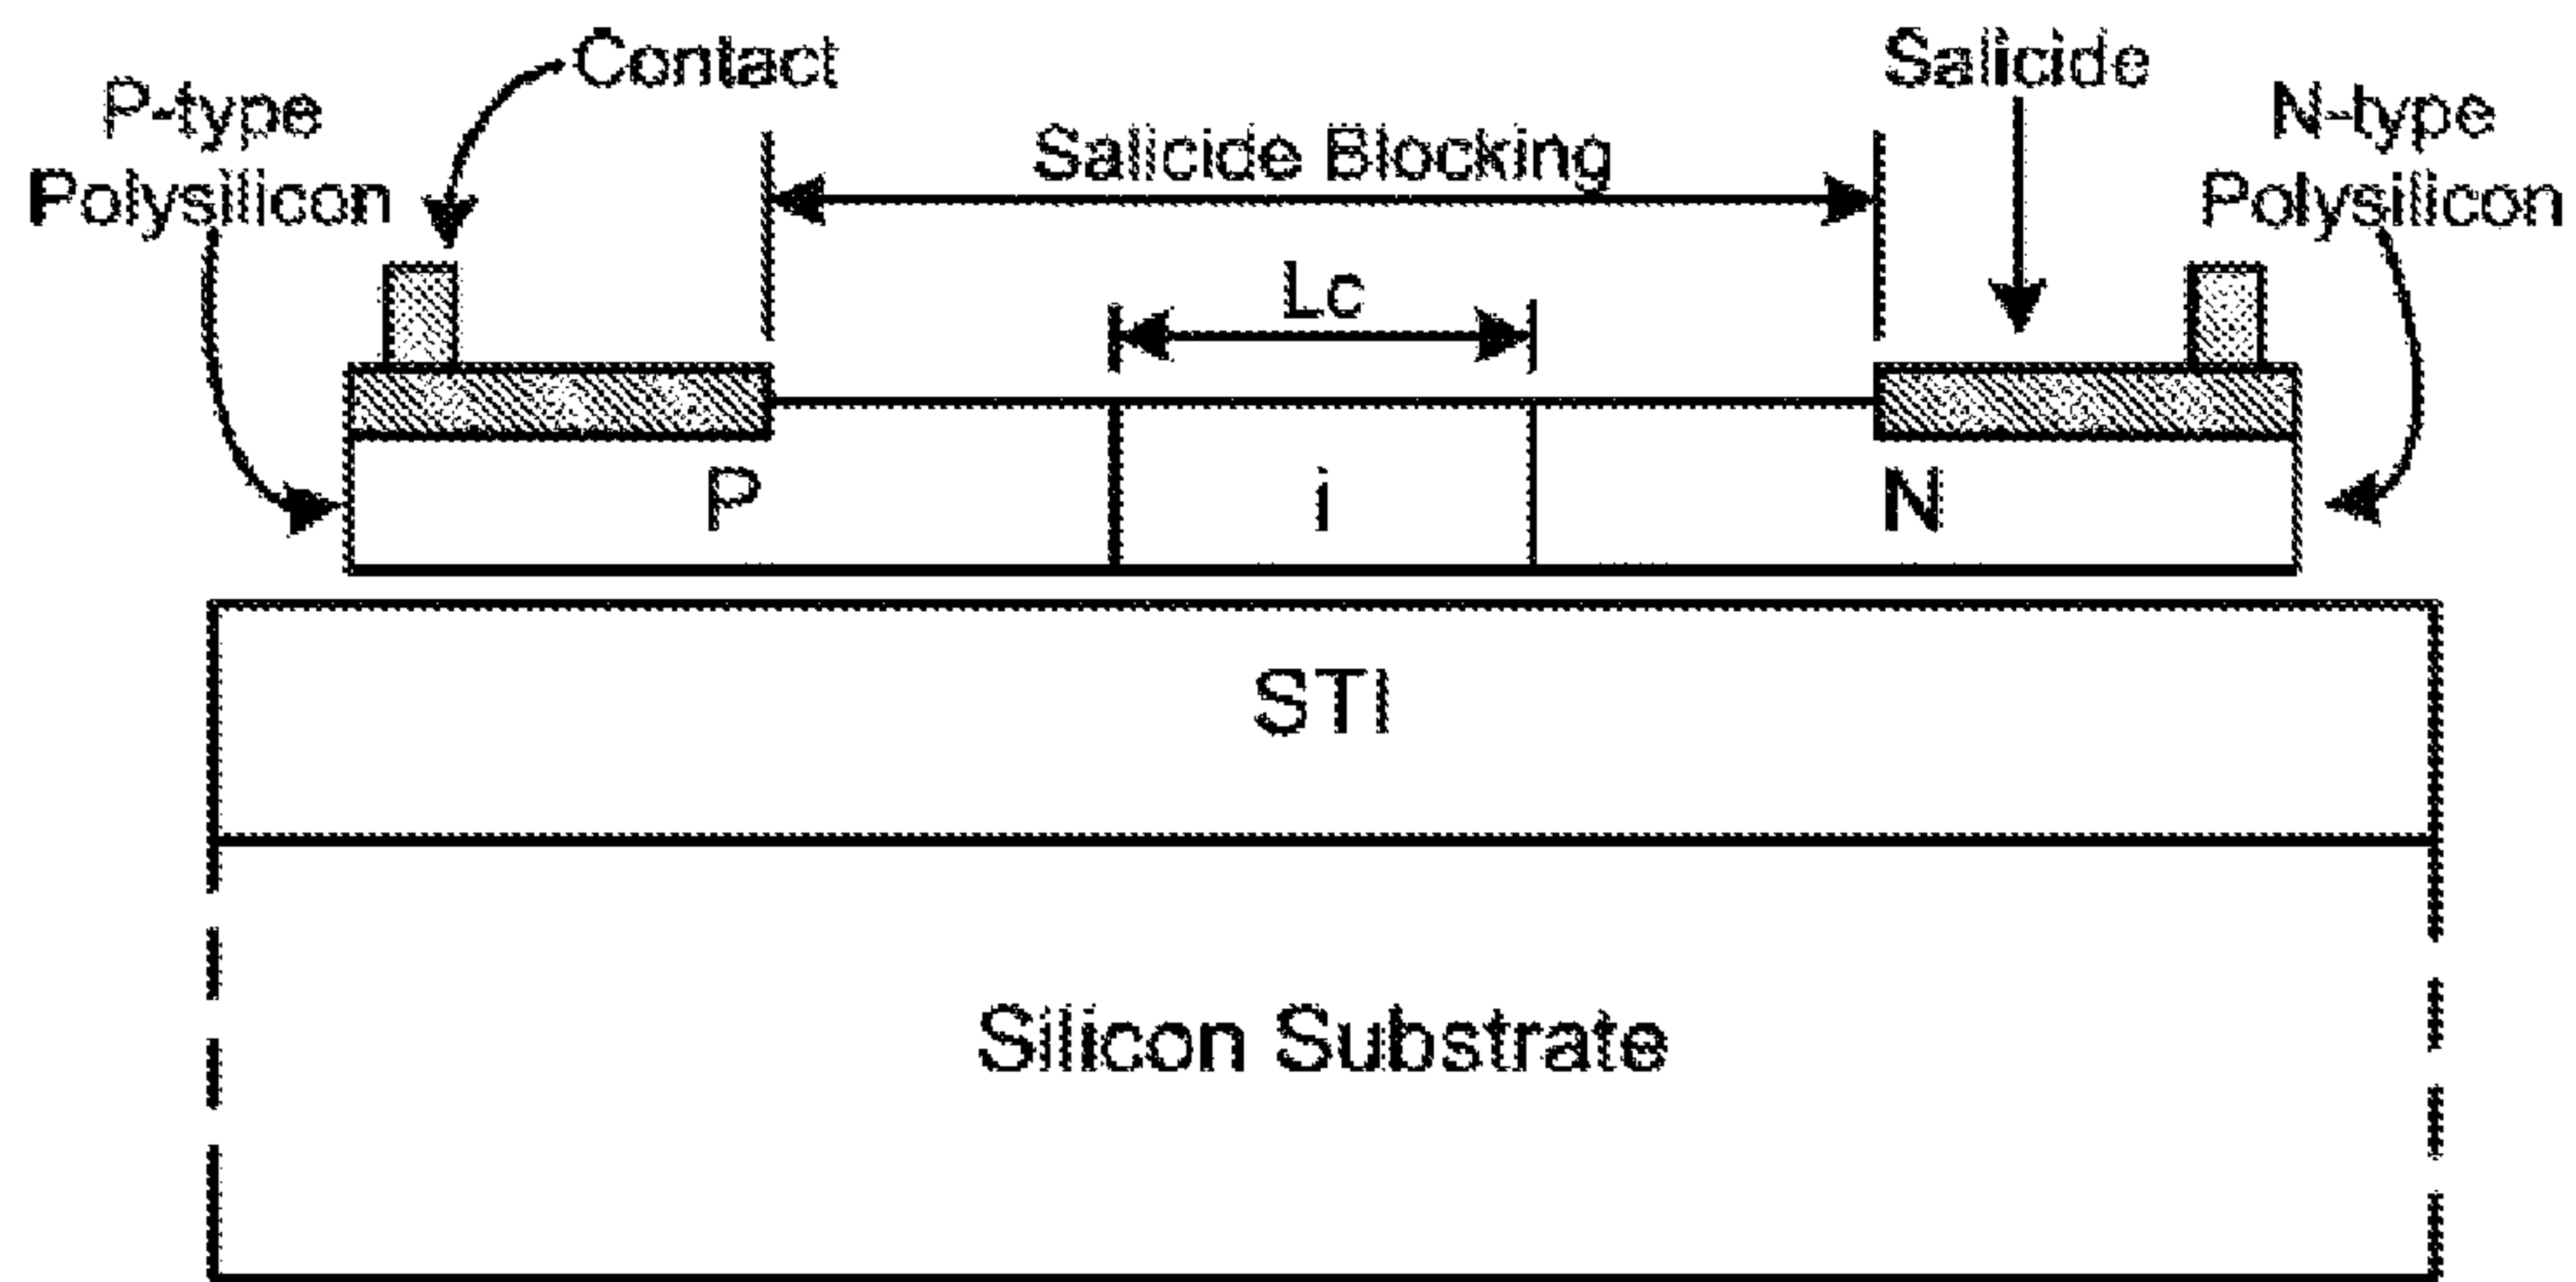 Contact
Salicide
P-type
Polysilicon
Salicide Blocking
N-type
Polysilicon
Lc
P
i
N
STI
Silicon Substrate